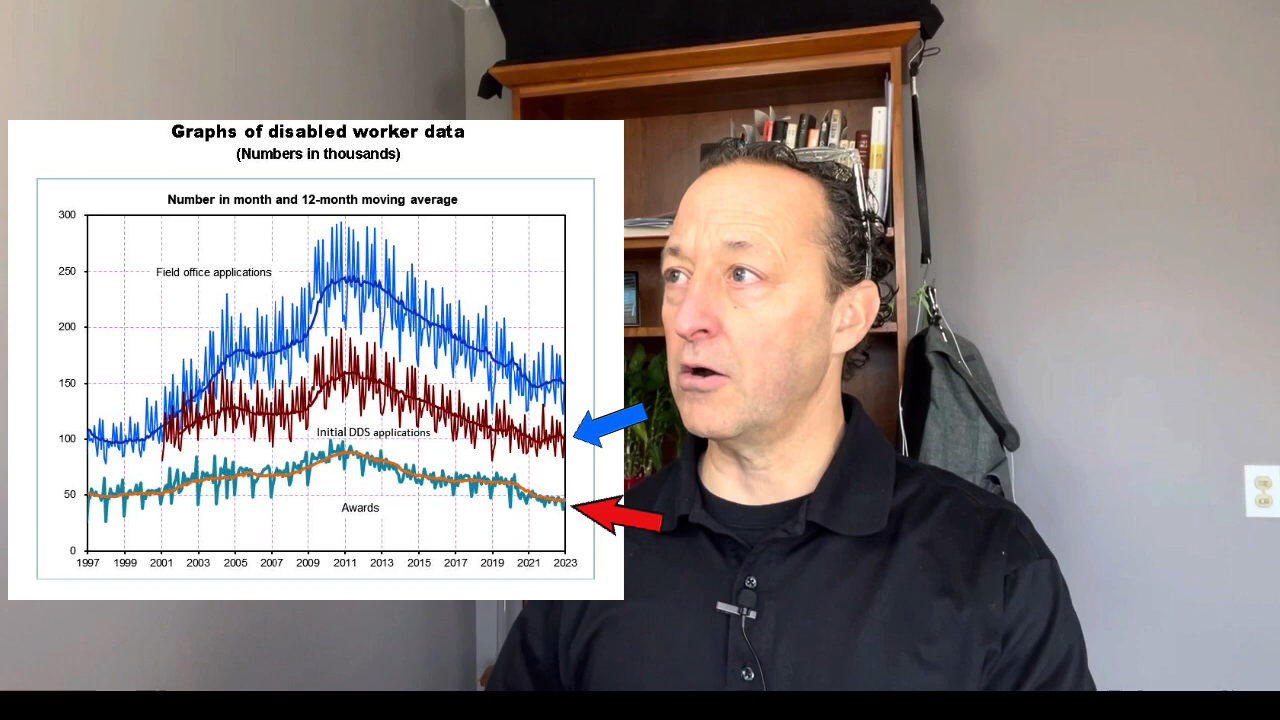 Graphs of disabled worker data
(Numbers in thousands)
Number in month and 12-month moving average
300
250
200
150
100
50
0
Field office applications
Initial DDS applications
Awards
1997 1999 2001 2003 2005 2007 2009 2011 2013 2015 2017 2019 2021 2023